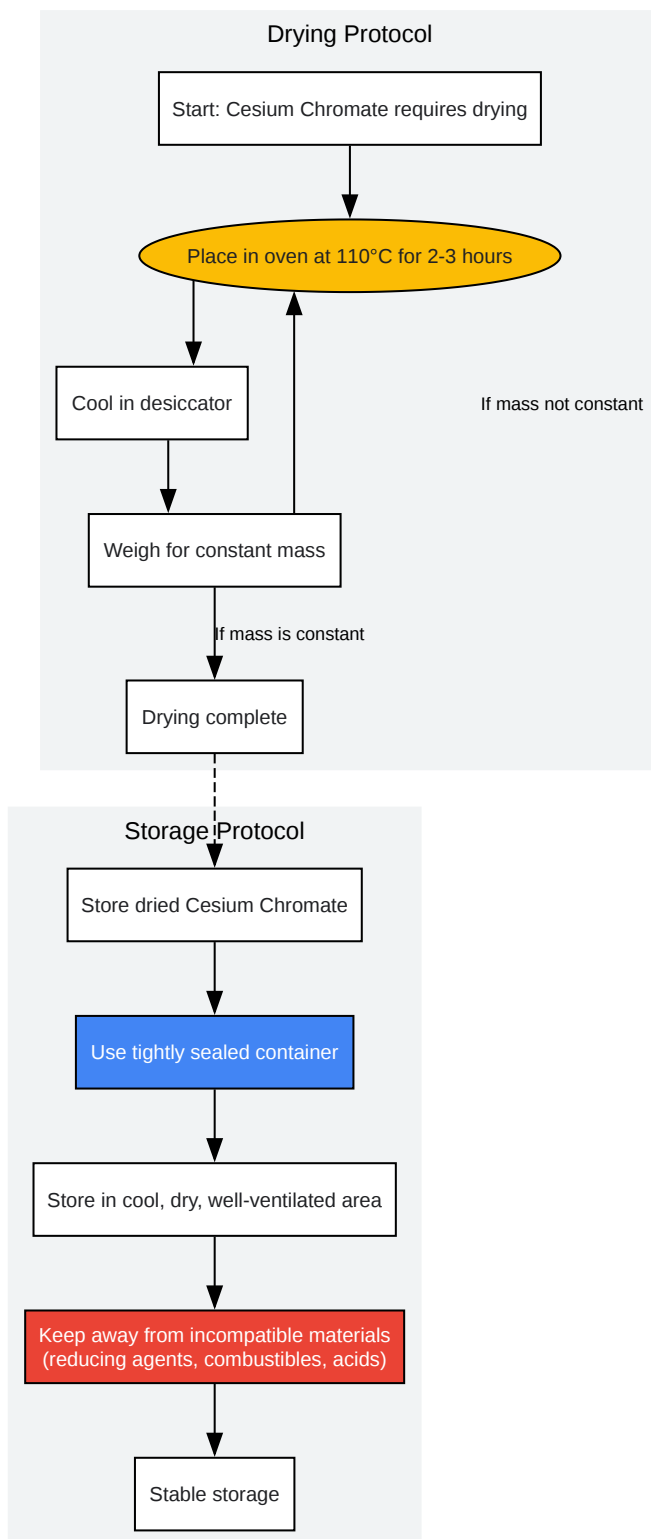 Drying Protocol
Start: Cesium Chromate requires drying
Place in oven at 110°C for 2-3 hours
Cool in desiccator
If mass not constant
Weigh for constant mass
If mass is constant
Drying complete
Storage Protocol
Store dried Cesium Chromate
Use tightly sealed container
Store in cool, dry, well-ventilated area
Keep away from incompatible materials
(reducing agents, combustibles, acids)
Stable storage